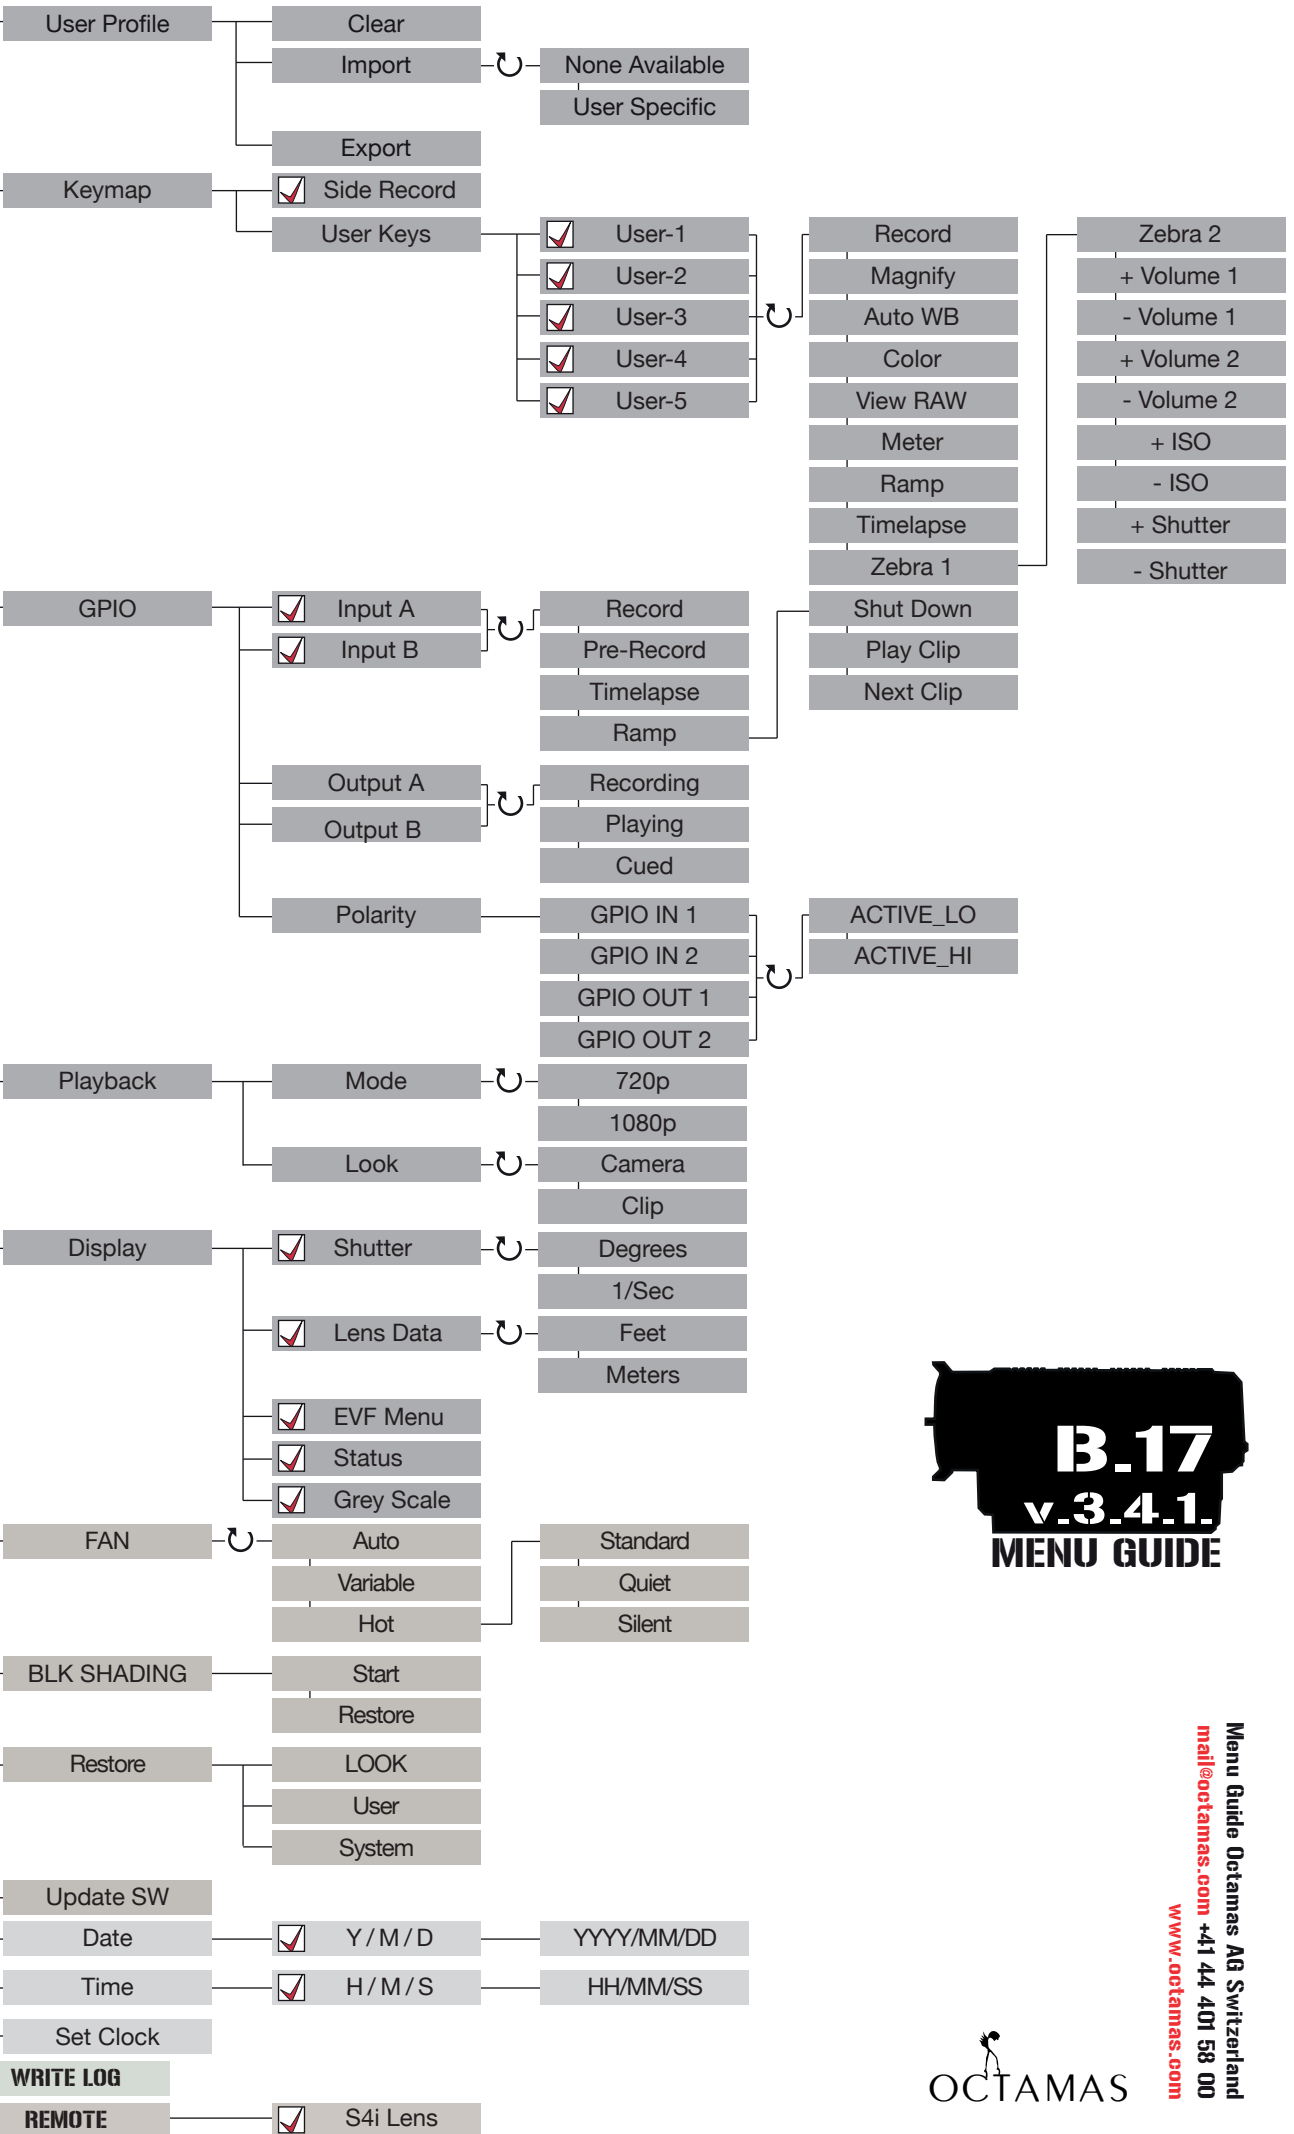 User Profile
Clear
Import
None Available
User Specific
Export
Keymap
Side Record
User Keys
User-1
User-2
User-3
User-4
User-5
Record
Magnify
Auto WB
Color
View RAW
Meter
Ramp
Timelapse
Zebra 1
Zebra 2
+ Volume 1
- Volume 1
+ Volume 2
- Volume 2
+ ISO
- ISO
+ Shutter
- Shutter
GPIO
Input A
Input B
Record
Pre-Record
Timelapse
Ramp
Shut Down
Play Clip
Next Clip
Output A
Output B
Recording
Playing
Cued
Polarity
GPIO IN 1
GPIO IN 2
GPIO OUT 1
GPIO OUT 2
ACTIVE_LO
ACTIVE_HI
Playback
Mode
720p
1080p
Look
Camera
Clip
Display
Shutter
Degrees
1/Sec
Lens Data
Feet
Meters
EVF Menu
Status
Grey Scale
FAN
Auto
Variable
Hot
Standard
Quiet
Silent
BLK SHADING
Start
Restore
Restore
LOOK
User
System
Update SW
Date
Y / M / D
YYYY/MM/DD
Time
H / M / S
HH/MM/SS
Set Clock
WRITE LOG
REMOTE
S4i Lens
B.17
v.3.4.1.
MENU GUIDE
Menu Guide Octamas AG Switzerland
mail@octamas.com +41 44 401 58 00
www.octamas.com
OCTAMAS